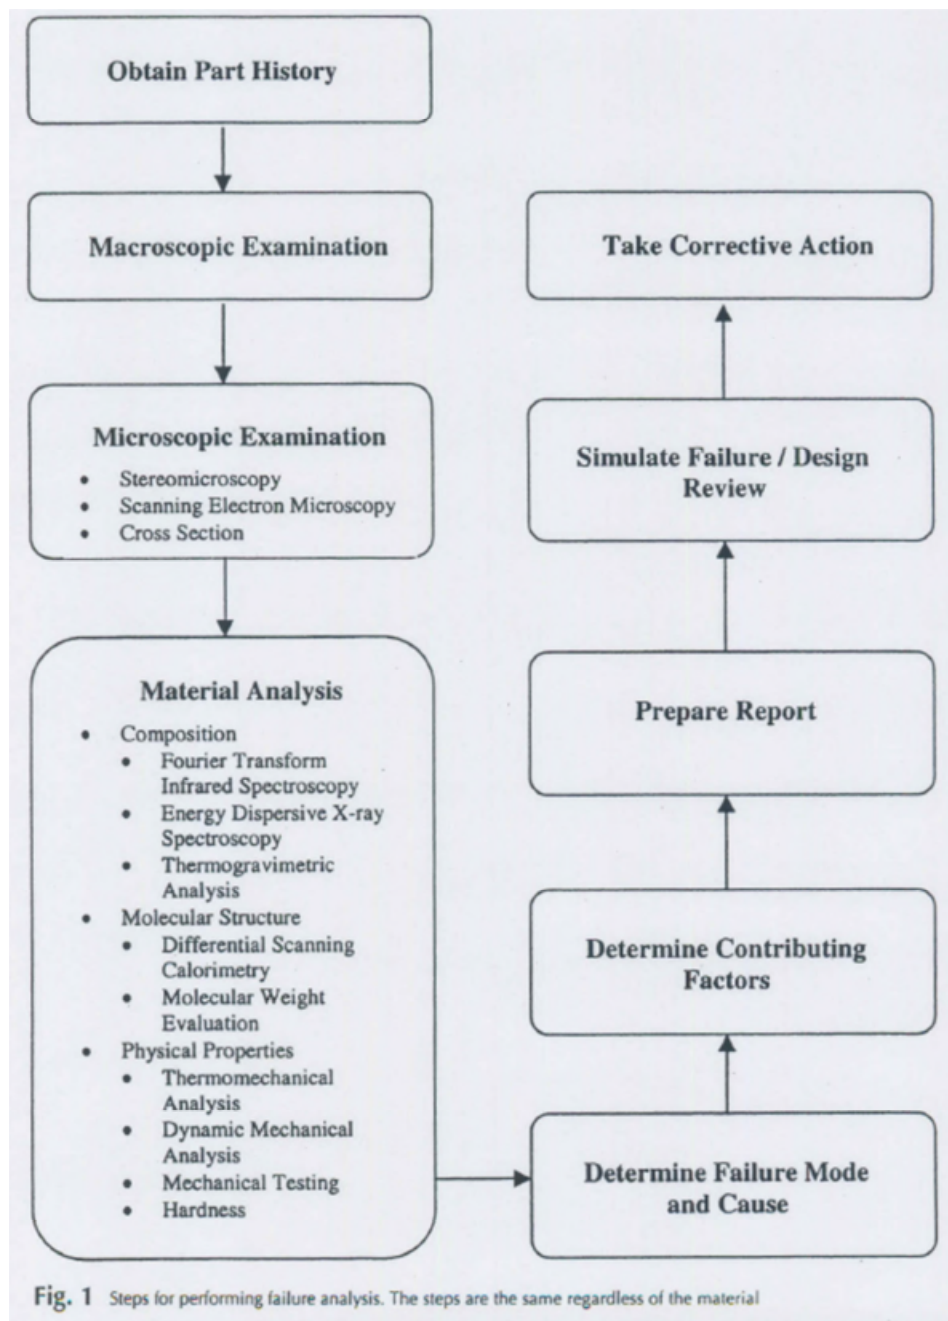 Obtain Part History
Macroscopic Examination
Microscopic Examination
• Stereomicroscopy
• Scanning Electron Microscopy
• Cross Section
Material Analysis
• Composition
• Fourier Transform
Infrared Spectroscopy
• Energy Dispersive X-ray
Spectroscopy
• Thermogravimetric
Analysis
• Molecular Structure
• Differential Scanning
Calorimetry
• Molecular Weight
Evaluation
• Physical Properties
• Thermomechanical
Analysis
• Dynamic Mechanical
Analysis
• Mechanical Testing
• Hardness
Determine Failure Mode
and Cause
Determine Contributing
Factors
Prepare Report
Simulate Failure / Design
Review
Take Corrective Action
Fig. 1 Steps for performing failure analysis. The steps are the same regardless of the material